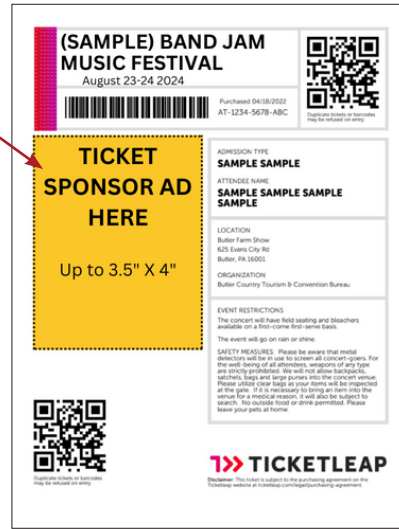 (SAMPLE) BAND JAM
MUSIC FESTIVAL
August 23-24 2024
Purchased 04/18/2022
AT-1234-5678-ABC
Duplicate tickets or barcodes
may be refused on entry.
TICKET
SPONSOR AD
HERE
Up to 3.5" X 4"
ADMISSION TYPE
SAMPLE SAMPLE
ATTENDEE NAME
SAMPLE SAMPLE SAMPLE
SAMPLE
LOCATION
Butler Farm Show
625 Evans City Rd
Butler, PA 16001
ORGANIZATION
Butler Country Tourism & Convention Bureau
EVENT RESTRICTIONS
The concert will have field seating and bleachers
available on a first-come first-serve basis.
The event will go on rain or shine.
SAFETY MEASURES: Please be aware that metal
detectors will be in use to screen all concert-goers. For
the well-being of all attendees, weapons of any type
are strictly prohibited. We will not allow backpacks,
satchels, bags and large purses into the concert venue.
Please utilize clear bags as your items will be inspected
at the gate. If it is necessary to bring an item into the
venue for a medical reason, it will also be subject to
search. No outside food or drink permitted. Please
leave your pets at home.
Duplicate tickets or barcodes
may be refused on entry.
TICKETLEAP
Disclaimer: This ticket is subject to the purchasing agreement on the
Ticketleap website at ticketleap.com/legal/purchasing-agreement.